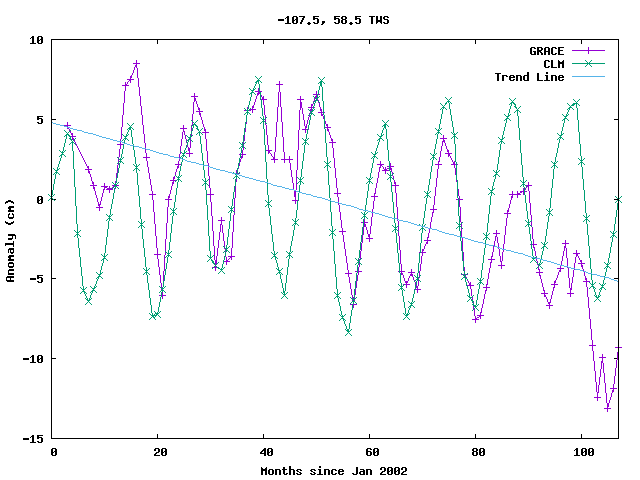 -107.5, 58.5 TWS
GRACE
CLM
Trend Line
Anomaly (cm)
10
5
0
-5
-10
-15
0 20 40 60 80 100
Months since Jan 2002